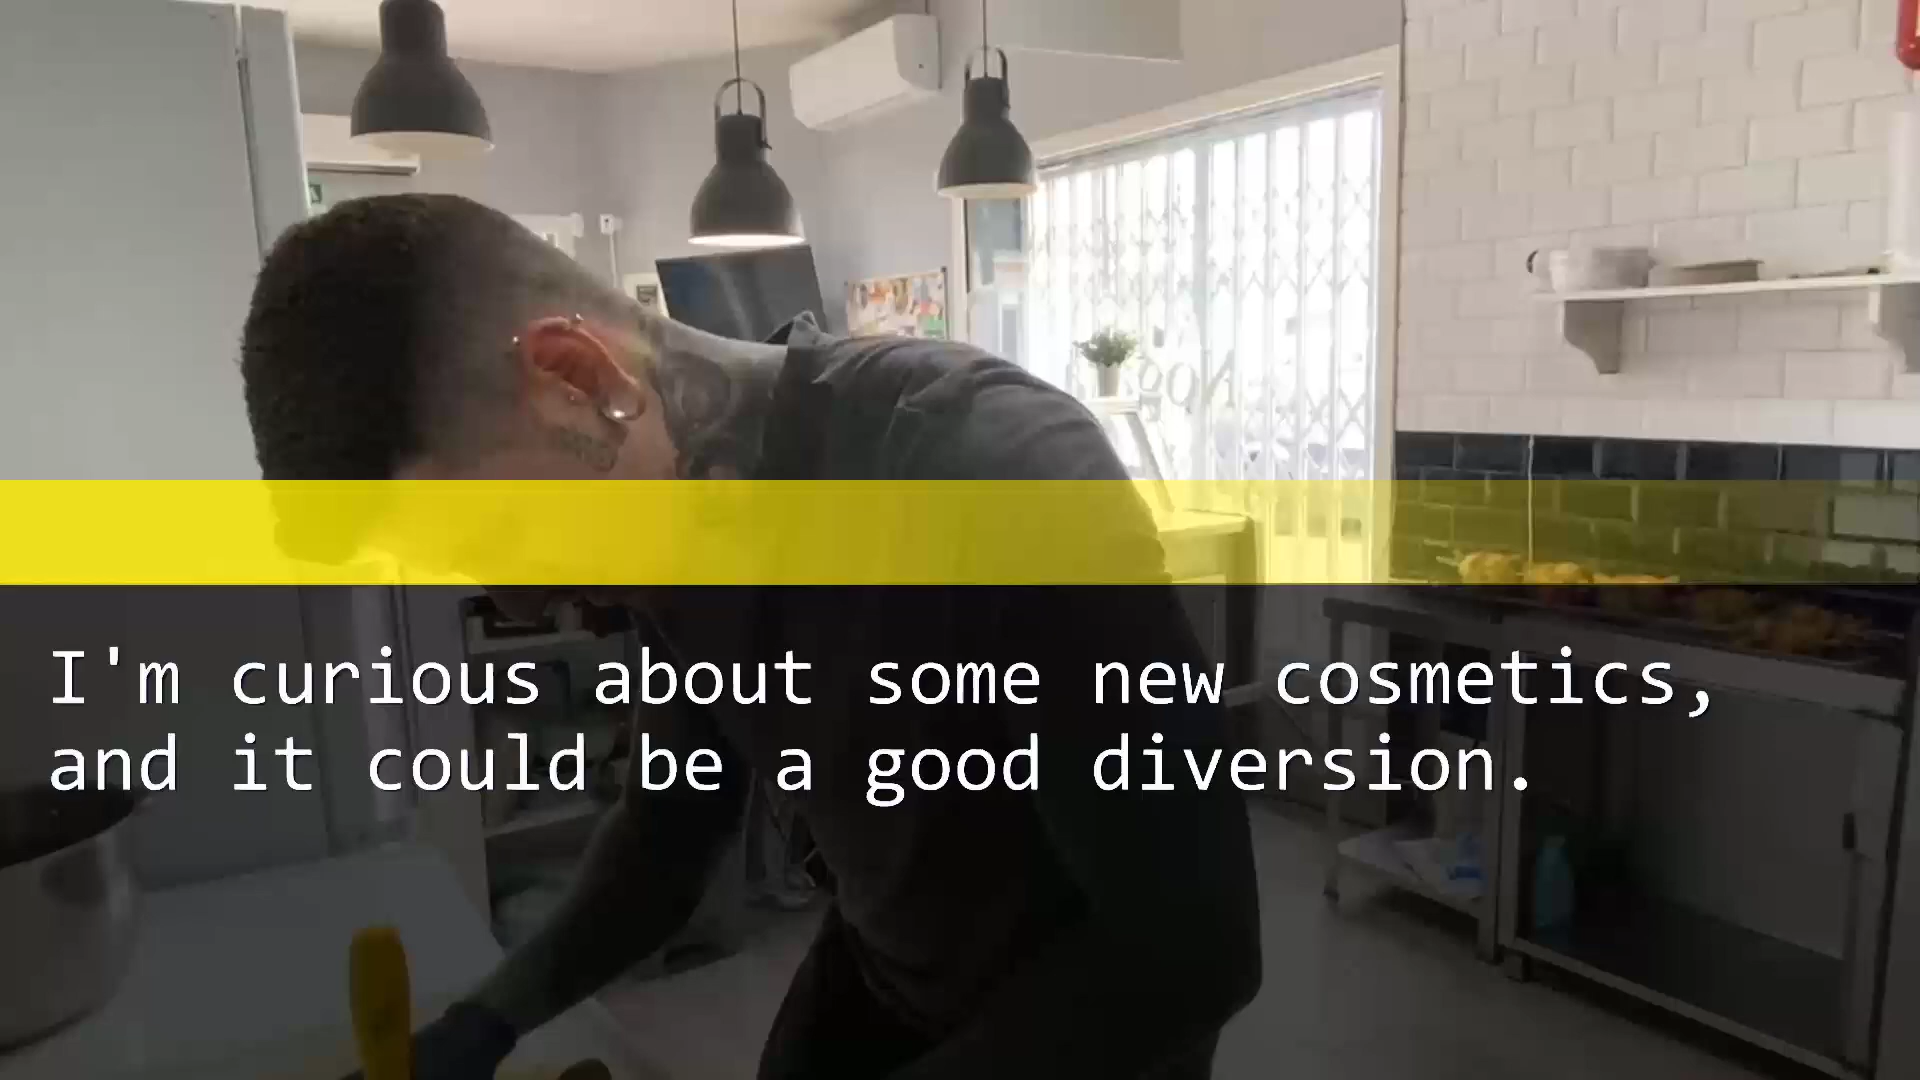 I'm curious about some new cosmetics,
and it could be a good diversion.